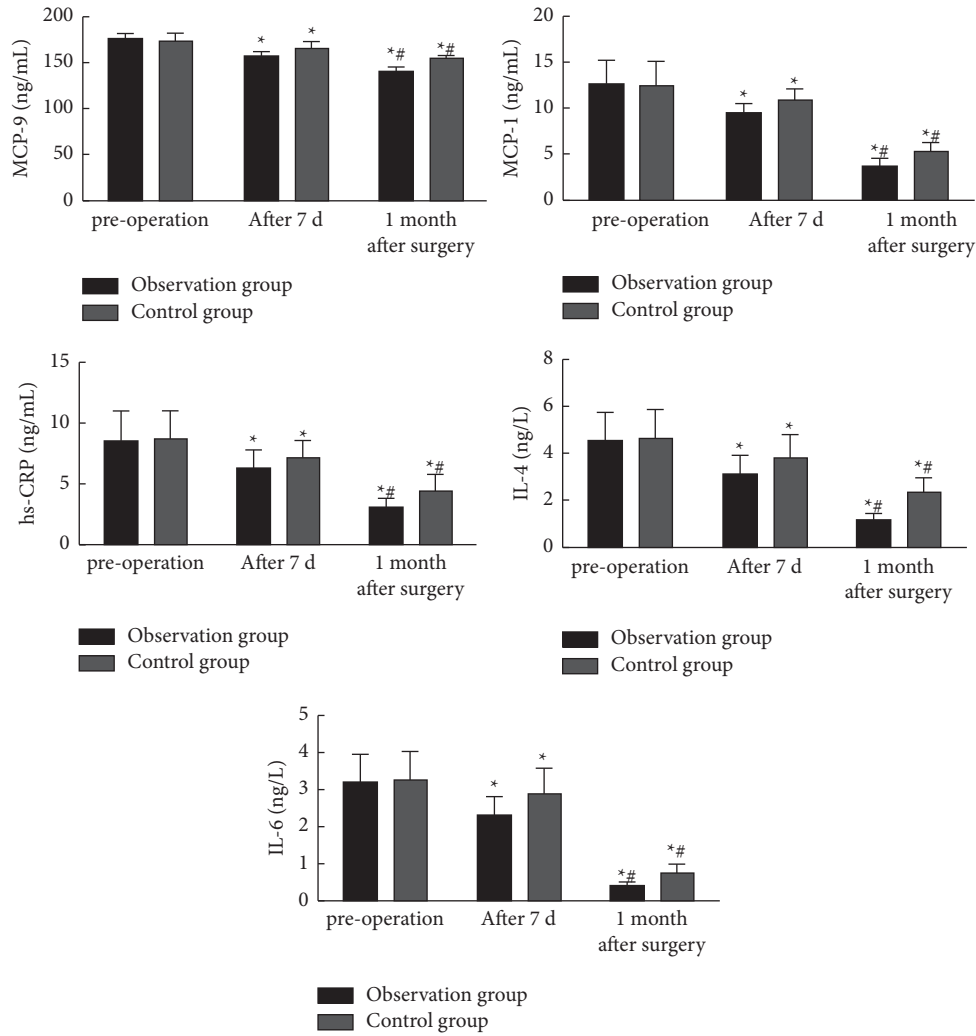 MCP-9 (ng/mL)
200
150
100
50
0
* *
*# *#
pre-operation After 7 d 1 month
after surgery
Observation group
Control group
MCP-1 (ng/mL)
20
15
10
5
0
* *
*# *#
pre-operation After 7 d 1 month
after surgery
Observation group
Control group
hs-CRP (ng/mL)
15
10
5
0
* *
*# *#
pre-operation After 7 d 1 month
after surgery
Observation group
Control group
IL-4 (ng/L)
8
6
4
2
0
* *
*# *#
pre-operation After 7 d 1 month
after surgery
Observation group
Control group
IL-6 (ng/L)
5
4
3
2
1
0
* *
*# *#
pre-operation After 7 d 1 month
after surgery
Observation group
Control group